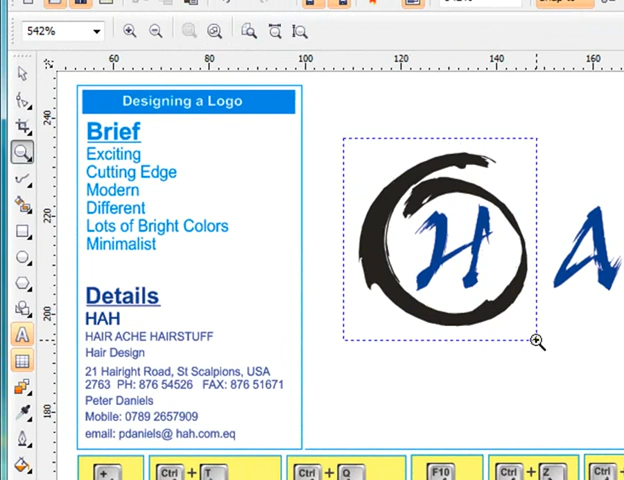 542%
60
80
100
120
140
160
240
220
200
180
Designing a Logo
Brief
Exciting
Cutting Edge
Modern
Different
Lots of Bright Colors
Minimalist
Details
HAH
HAIR ACHE HAIRSTUFF
Hair Design
21 Hairight Road, St Scalpions, USA
2763 PH: 876 54526 FAX: 876 51671
Peter Daniels
Mobile: 0789 2657909
email: pdaniels@ hah.com.eq
H A
+
Ctrl + T
Ctrl + Q
F10
Ctrl + Z
Ctrl +